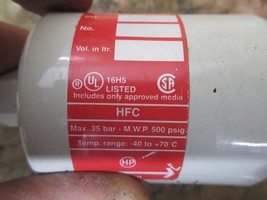 No.
Vol. in ltr.
® UL 16H5 SA
LISTED
Includes only approved media
HFC
Max. 35 bar - M.W.P. 500 psig
Temp. range: -40 to +70°C
HP